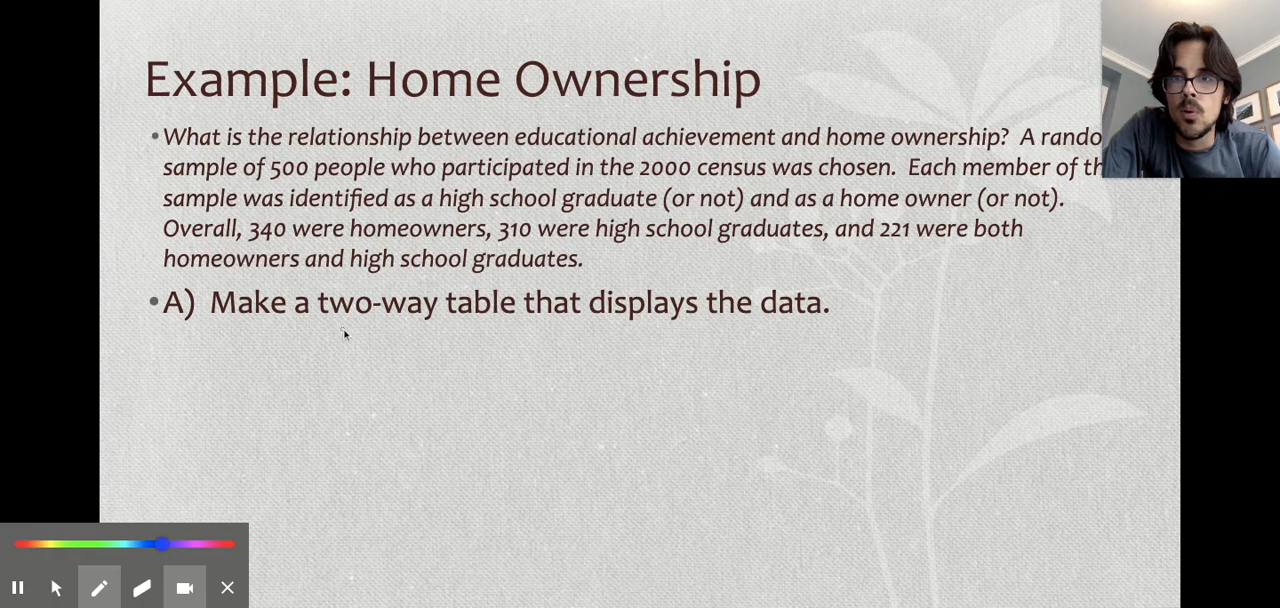 Example: Home Ownership
•What is the relationship between educational achievement and home ownership? A
sample of 500 people who participated in the 2000 census was chosen. Each member of
sample was identified as a high school graduate (or not) and as a home owner (or not).
Overall, 340 were homeowners, 310 were high school graduates, and 221 were both
homeowners and high school graduates.
•A) Make a two-way table that displays the data.